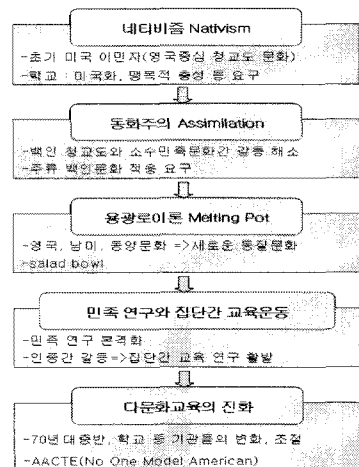 네티비즘 Nativism
-초기 미국 이민자(영국중심 청교도 문화)
-학교 : 미국화, 맹목적 충성 등 요구
동화주의 Assimilation
-백인 청교도와 소수민족문화간 갈등 해소
-주류 백인문화 적응 요구
용광로이론 Melting Pot
-영국, 남미, 동양문화 =>새로운 동질문화
-salad bowl
민족 연구와 집단간 교육운동
-민족 연구 본격화
-인종간 갈등=>집단간 교육 연구 활발
다문화교육의 진화
-70년대중반, 학교 등 기관들의 변화, 조절
-AACTE(No One Model American)